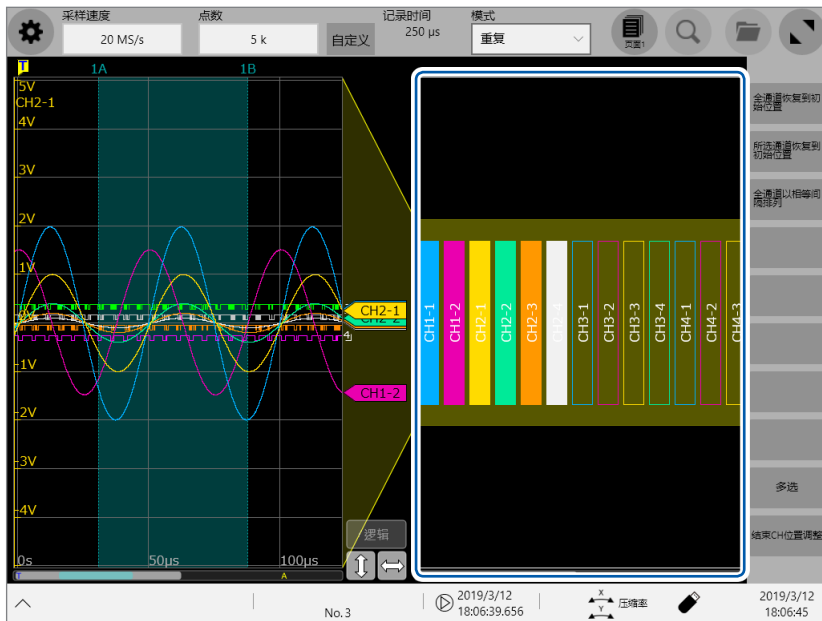 采样速度
点数
记录时间
模式
20 MS/s
5 k
自定义
250 μs
重复
页面1
T
1A
1B
5V
CH2-1
4V
3V
2V
1V
-1V
-2V
-3V
-4V
0s
50μs
100μs
CH2-1
CH2-2
CH1-2
逻辑
T
A
CH1-1
CH1-2
CH2-1
CH2-2
CH2-3
CH2-4
CH3-1
CH3-2
CH3-3
CH3-4
CH4-1
CH4-2
CH4-3
全通道恢复到初
始位置
所选通道恢复到
初始位置
全通道以相等间
隔排列
多选
结束CH位置调整
No.3
2019/3/12
18:06:39.656
X
Y
压缩率
2019/3/12
18:06:45